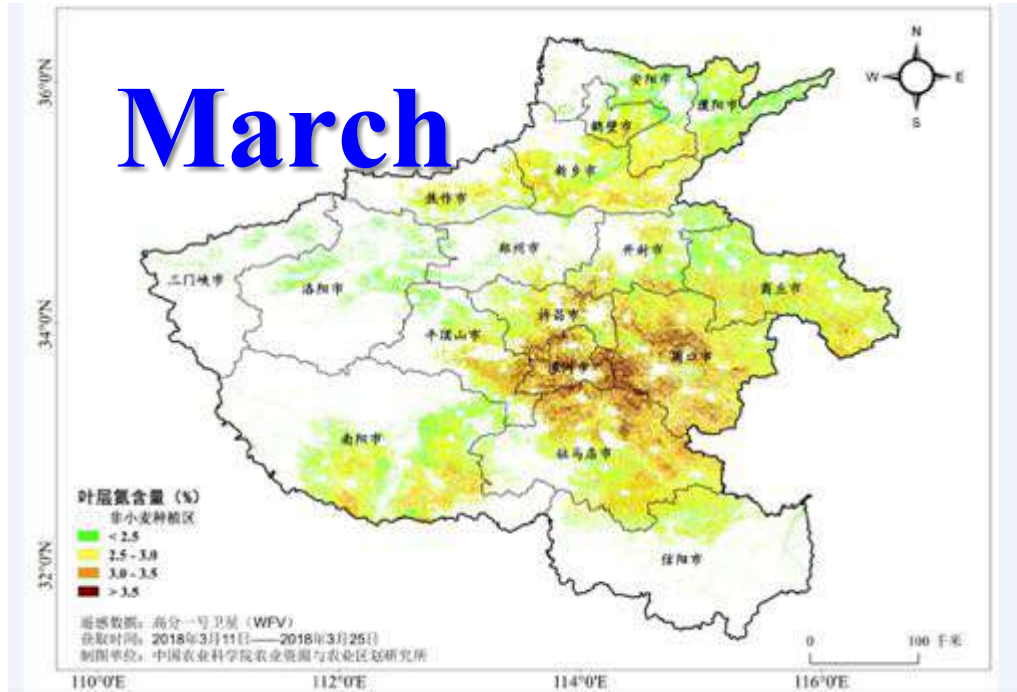 March
N
W
E
S
36°0'N
34°0'N
32°0'N
安阳市
濮阳市
鹤壁市
新乡市
焦作市
郑州市
开封市
三门峡市
洛阳市
商丘市
许昌市
平顶山市
周口市
漯河市
南阳市
驻马店市
信阳市
叶层氮含量（%）
非小麦种植区
< 2.5
2.5 - 3.0
3.0 - 3.5
> 3.5
遥感数据：高分一号卫星（WFV）
获取时间：2018年3月11日——2018年3月25日
制图单位：中国农业科学院农业资源与农业区划研究所
0 100 千米
110°0'E 112°0'E 114°0'E 116°0'E